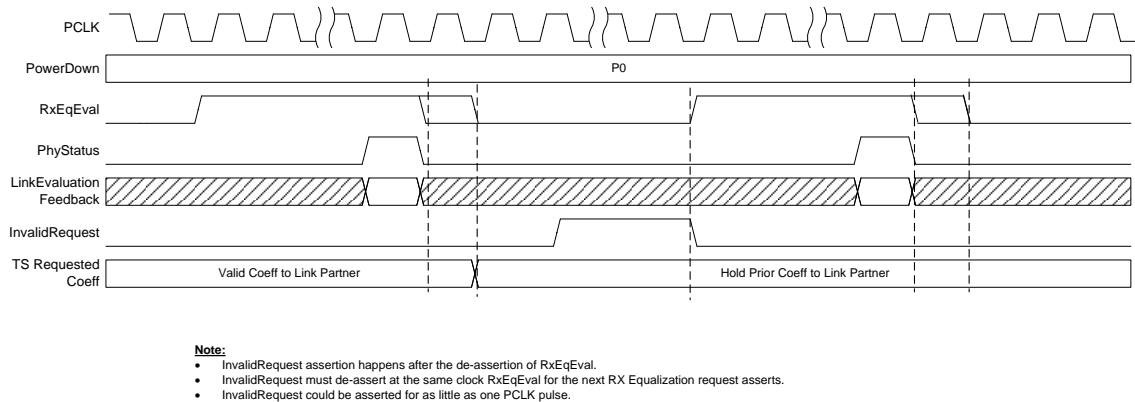 PCLK
PowerDown
P0
RxEqEval
PhyStatus
LinkEvaluation
Feedback
InvalidRequest
TS Requested
Coeff
Valid Coeff to Link Partner
Hold Prior Coeff to Link Partner
Note:
• InvalidRequest assertion happens after the de-assertion of RxEqEval.
• InvalidRequest must de-assert at the same clock RxEqEval for the next RX Equalization request asserts.
• InvalidRequest could be asserted for as little as one PCLK pulse.